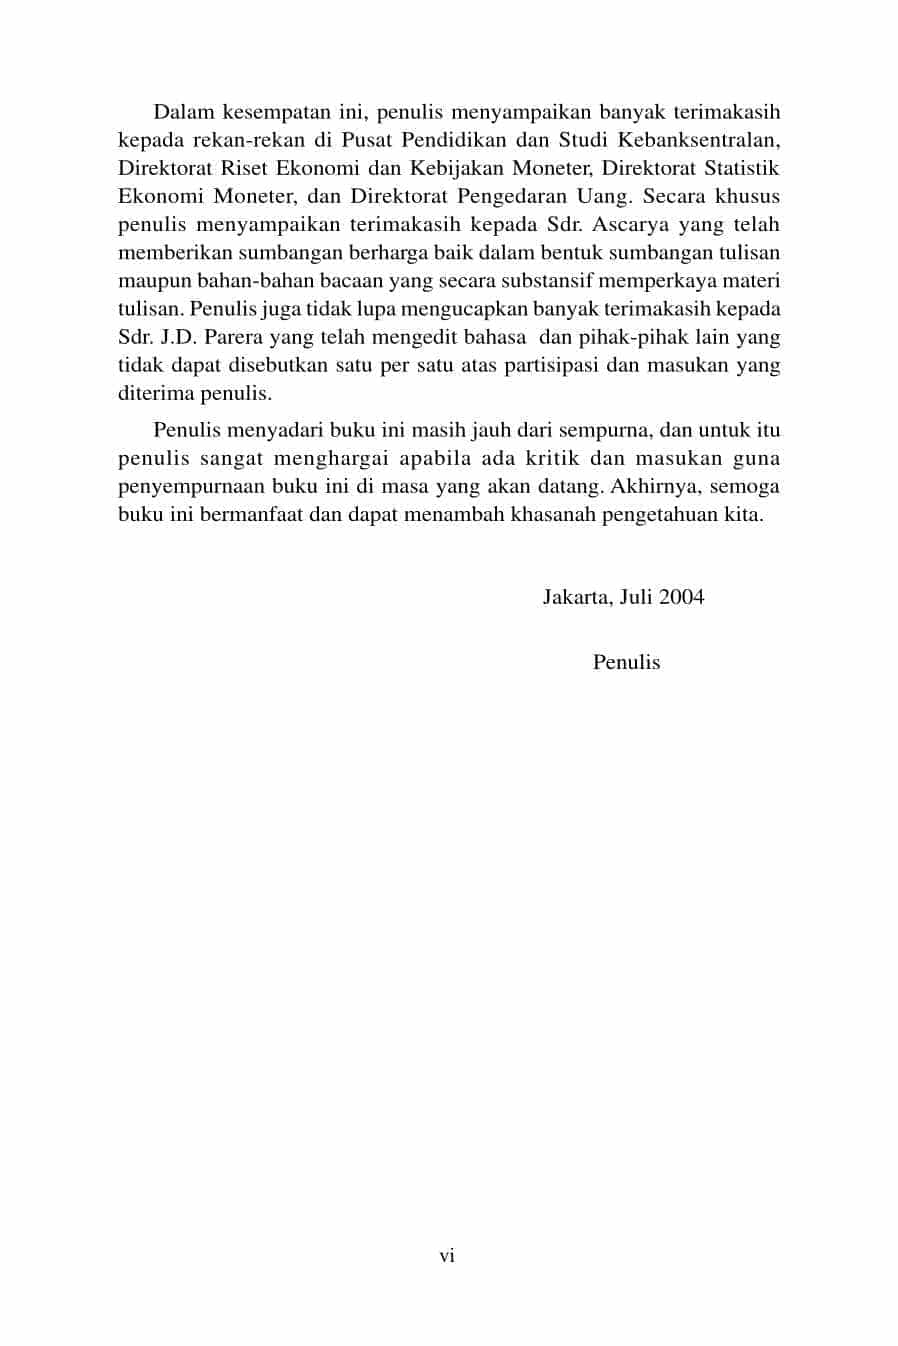 Dalam kesempatan ini, penulis menyampaikan banyak terimakasih
kepada rekan-rekan di Pusat Pendidikan dan Studi Kebanksentralan,
Direktorat Riset Ekonomi dan Kebijakan Moneter, Direktorat Statistik
Ekonomi Moneter, dan Direktorat Pengedaran Uang. Secara khusus
penulis menyampaikan terimakasih kepada Sdr. Ascarya yang telah
memberikan sumbangan berharga baik dalam bentuk sumbangan tulisan
maupun bahan-bahan bacaan yang secara substansif memperkaya materi
tulisan. Penulis juga tidak lupa mengucapkan banyak terimakasih kepada
Sdr. J.D. Parera yang telah mengedit bahasa  dan pihak-pihak lain yang
tidak dapat disebutkan satu per satu atas partisipasi dan masukan yang
diterima penulis.
Penulis menyadari buku ini masih jauh dari sempurna, dan untuk itu
penulis sangat menghargai apabila ada kritik dan masukan guna
penyempurnaan buku ini di masa yang akan datang. Akhirnya, semoga
buku ini bermanfaat dan dapat menambah khasanah pengetahuan kita.
Jakarta, Juli 2004
Penulis
vi